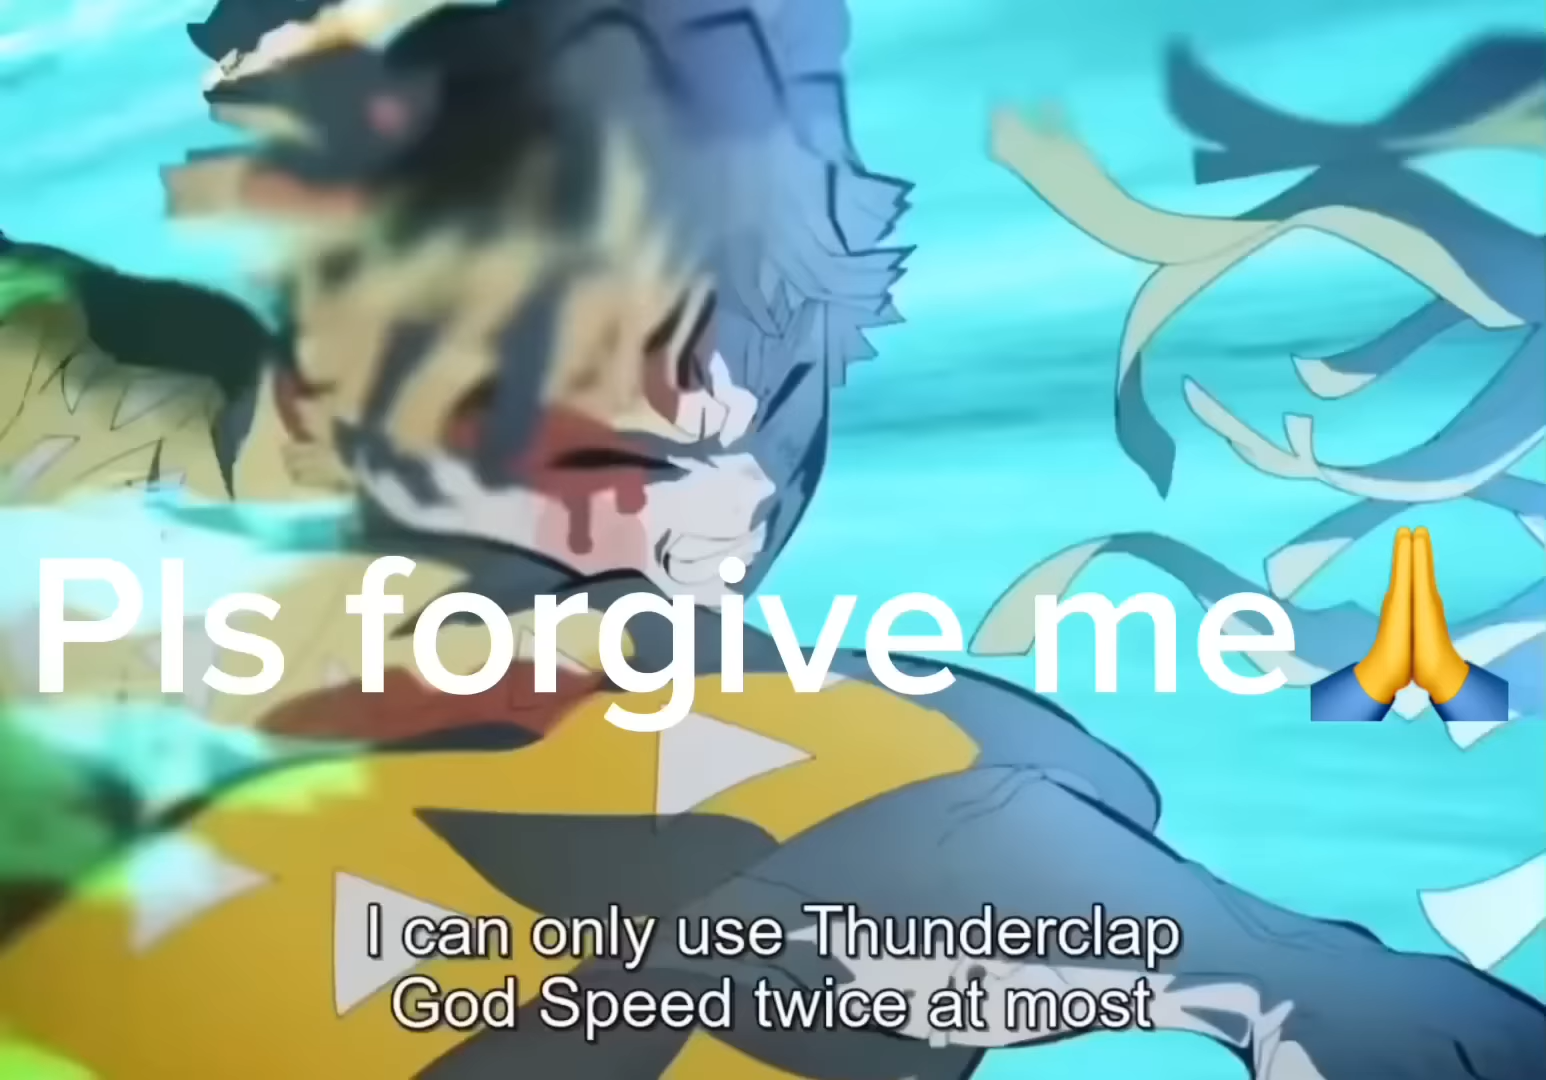 Pls forgive me🙏
I can only use Thunderclap
God Speed twice at most